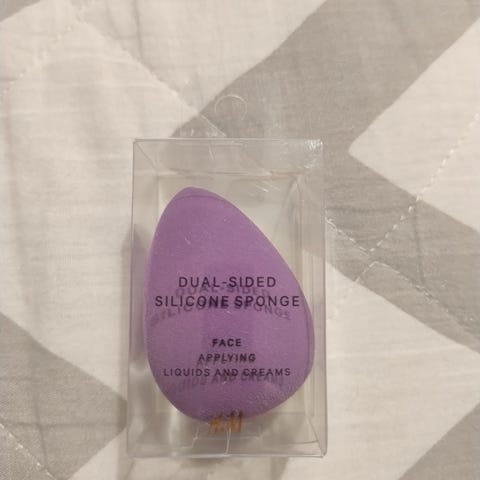 DUAL-SIDED
SILICONE SPONGE
FACE
APPLYING
LIQUIDS AND CREAMS